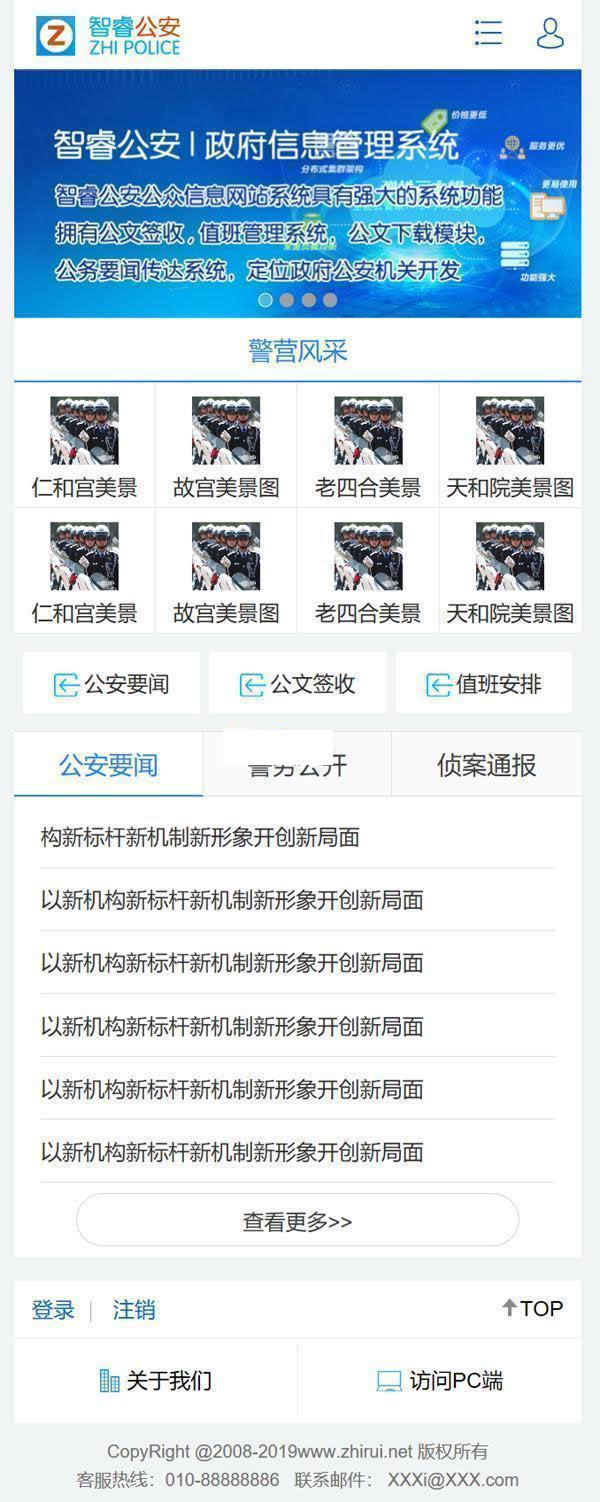 智睿公安
ZHI POLICE
智睿公安 | 政府信息管理系统
价格更低
服务更优
分布式集群架构
更易使用
智睿公安公众信息网站系统具有强大的系统功能
拥有公文签收，值班管理系统，公文下载模块，
公务要闻传达系统，定位政府公安机关开发
功能强大
警营风采
仁和宫美景 故宫美景图 老四合美景 天和院美景图
仁和宫美景 故宫美景图 老四合美景 天和院美景图
公安要闻 公文签收 值班安排
公安要闻 警务公开 侦案通报
构新标杆新机制新形象开创新局面
以新机构新标杆新机制新形象开创新局面
以新机构新标杆新机制新形象开创新局面
以新机构新标杆新机制新形象开创新局面
以新机构新标杆新机制新形象开创新局面
以新机构新标杆新机制新形象开创新局面
查看更多>>
登录 | 注销 TOP
关于我们 访问PC端
CopyRight @2008-2019www.zhirui.net 版权所有
客服热线：010-88888886 联系邮件： XXXi@XXX.com